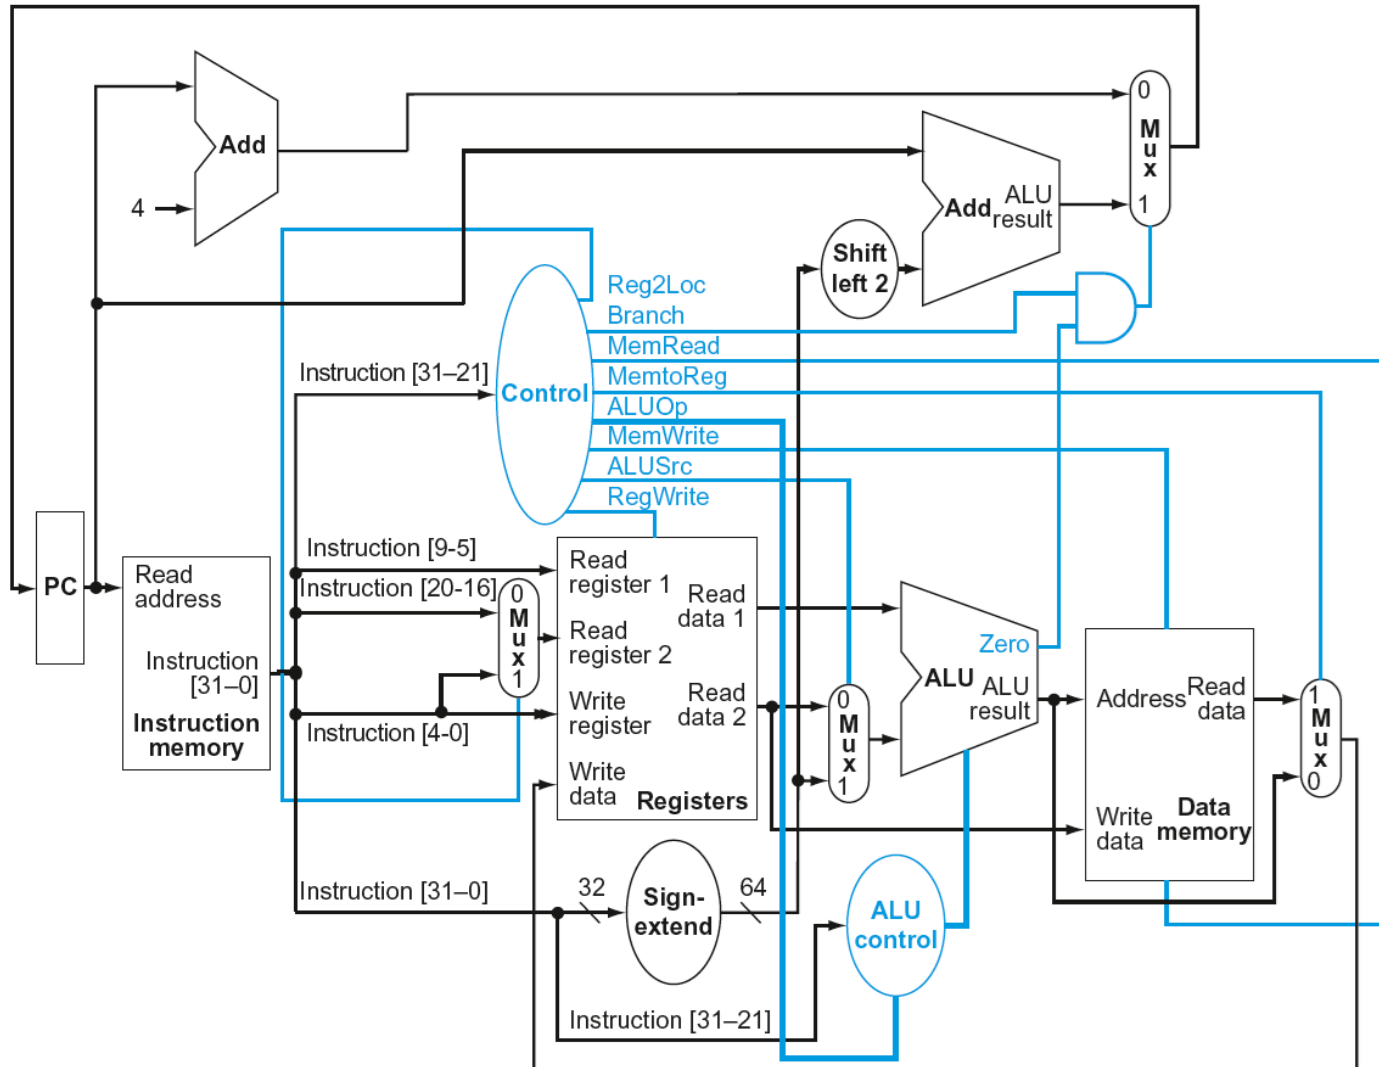 0
M
u
x
1
Add
4
Add
ALU
result
Shift
left 2
Reg2Loc
Branch
MemRead
MemtoReg
ALUOp
MemWrite
ALUSrc
RegWrite
Instruction [31–21]
Control
PC
Read
address
Instruction
[31–0]
Instruction
memory
Instruction [9-5]
Instruction [20-16]
Instruction [4-0]
0
M
u
x
1
Read
register 1
Read
register 2
Write
register
Write
data
Read
data 1
Read
data 2
Registers
0
M
u
x
1
Zero
ALU
ALU
result
Address
Read
data
Write
data
Data
memory
1
M
u
x
0
Instruction [31–0]
32
Sign-
extend
64
ALU
control
Instruction [31–21]